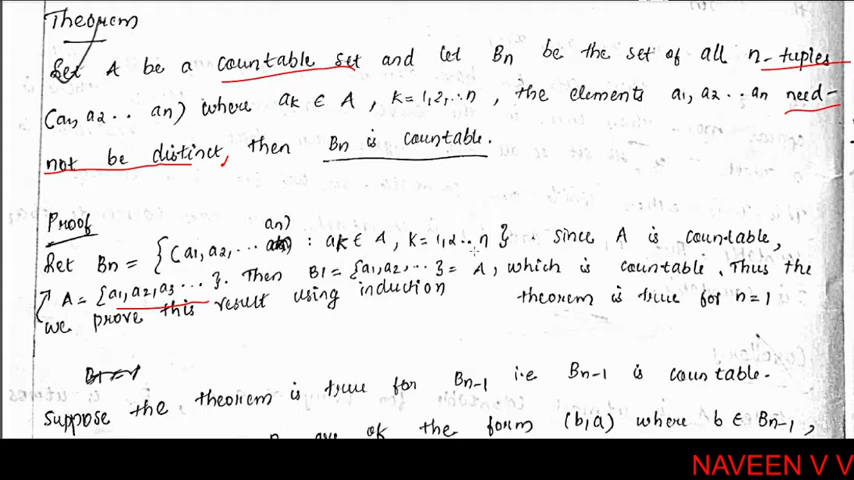 Theorem
Let A be a countable set and let Bn be the set of all n-tuples
(a1, a2 .. an) where ak ∈ A, k=1,2,..n, the elements a1, a2 .. an need-
not be distinct, then Bn is countable.
Proof
Let Bn = {(a1, a2, ... an) : ak ∈ A, k=1,2..n}. Since A is countable,
A = {a1, a2, a3 ...}. Then B1 = {a1, a2, ...} = A, which is countable. Thus the
we prove this result using induction theorem is true for n=1
Suppose the theorem is true for Bn-1 i.e Bn-1 is countable.
are of the form (b,a) where b ∈ Bn-1,
NAVEEN V V